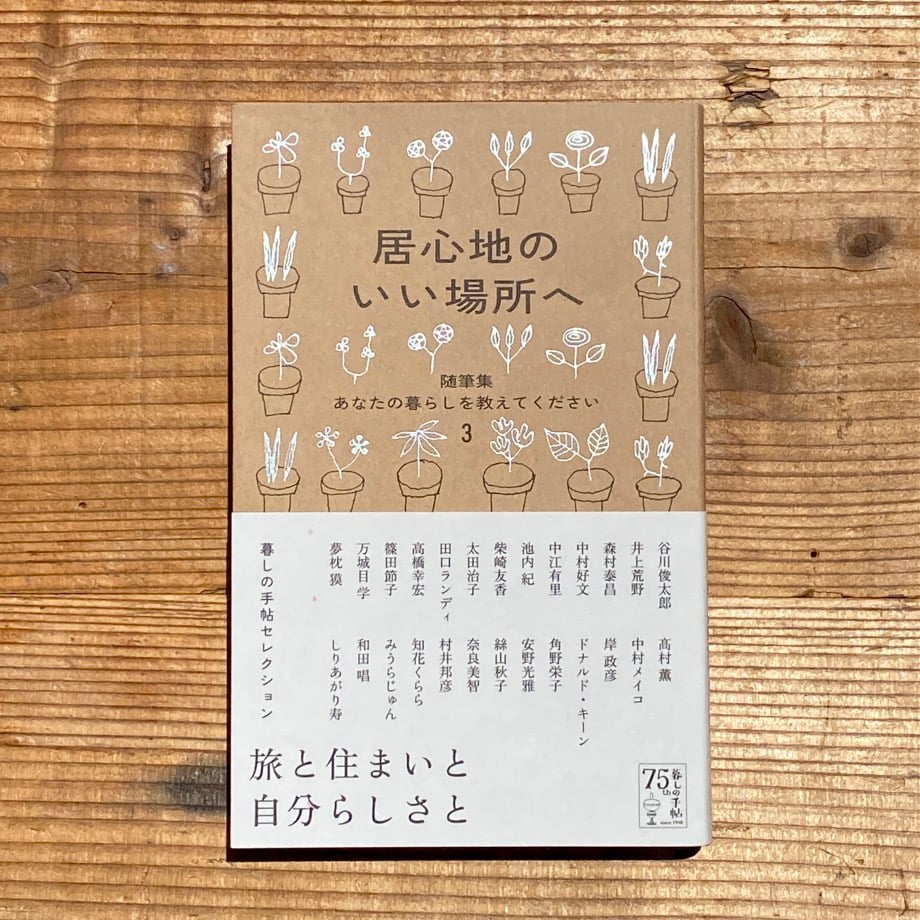 居心地の
いい場所へ
随筆集
あなたの暮らしを教えてください
3
谷川俊太郎
井上荒野
森村泰昌
中村好文
中江有里
池内 紀
柴崎友香
太田治子
田口ランディ
高橋幸宏
篠田節子
万城目 学
夢枕 獏
髙村 薫
中村メイコ
岸 政彦
ドナルド・キーン
角野栄子
安野光雅
絲山秋子
奈良美智
村井邦彦
知花くらら
みうらじゅん
和田 唱
しりあがり寿
暮しの手帖セレクション
旅と住まいと
自分らしさと
75th
暮しの手帖
since 1948